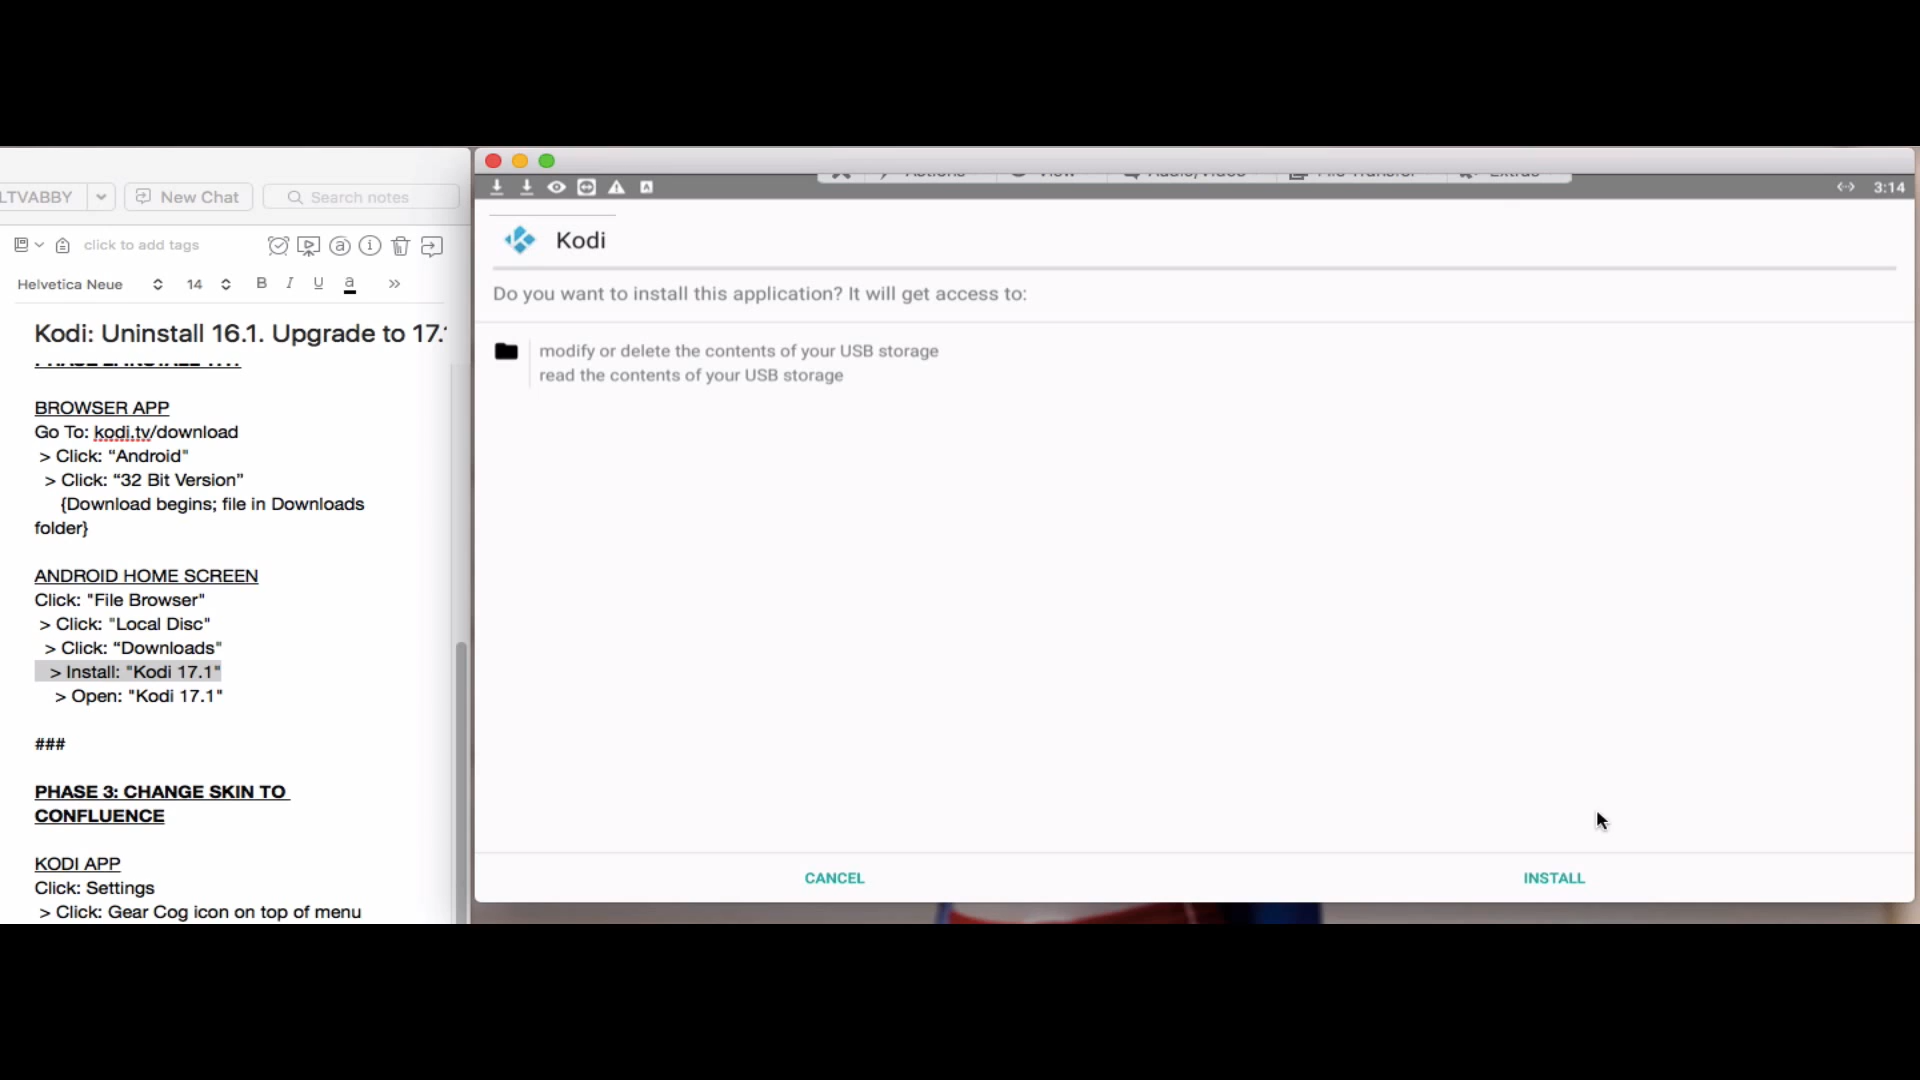 LTVABBY
New Chat
Search notes
click to add tags
Helvetica Neue
14
B I U a
Kodi: Uninstall 16.1. Upgrade to 17.
BROWSER APP
Go To: kodi.tv/download
> Click: "Android"
> Click: “32 Bit Version”
{Download begins; file in Downloads
folder}
ANDROID HOME SCREEN
Click: "File Browser"
> Click: "Local Disc"
> Click: “Downloads"
> Install: "Kodi 17.1"
> Open: "Kodi 17.1"
###
PHASE 3: CHANGE SKIN TO
CONFLUENCE
KODI APP
Click: Settings
> Click: Gear Cog icon on top of menu
3:14
Kodi
Do you want to install this application? It will get access to:
modify or delete the contents of your USB storage
read the contents of your USB storage
CANCEL
INSTALL